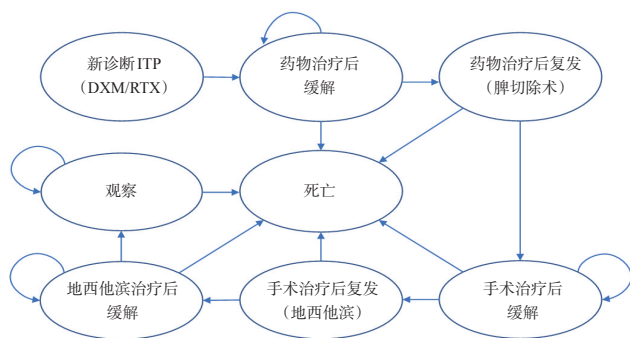 新诊断ITP
（DXM/RTX）
药物治疗后
缓解
药物治疗后复发
（脾切除术）
观察
死亡
地西他滨治疗后
缓解
手术治疗后复发
（地西他滨）
手术治疗后
缓解